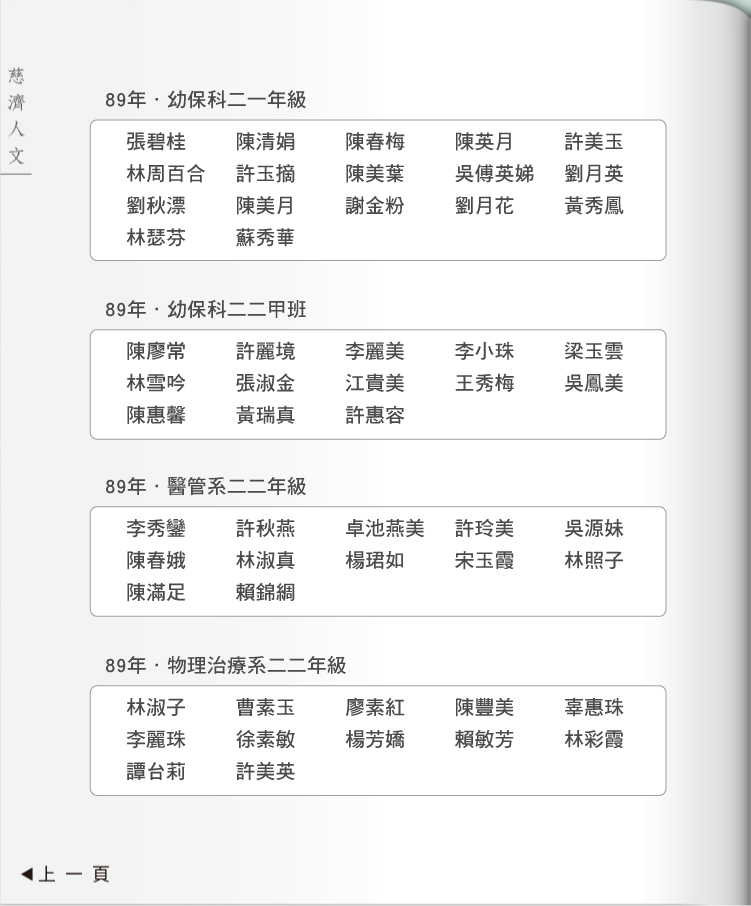 慈濟人文
89年‧幼保科二一年級
張碧桂 陳清娟 陳春梅 陳英月 許美玉
林周百合 許玉摘 陳美葉 吳傅英娣 劉月英
劉秋漂 陳美月 謝金粉 劉月花 黃秀鳳
林瑟芬 蘇秀華
89年‧幼保科二二甲班
陳廖常 許麗境 李麗美 李小珠 梁玉雲
林雪吟 張淑金 江貴美 王秀梅 吳鳳美
陳惠馨 黃瑞真 許惠容
89年‧醫管系二二年級
李秀鑾 許秋燕 卓池燕美 許玲美 吳源妹
陳春娥 林淑真 楊珺如 宋玉霞 林照子
陳滿足 賴錦綢
89年‧物理治療系二二年級
林淑子 曹素玉 廖素紅 陳豐美 辜惠珠
李麗珠 徐素敏 楊芳嬌 賴敏芳 林彩霞
譚台莉 許美英
◀上一頁